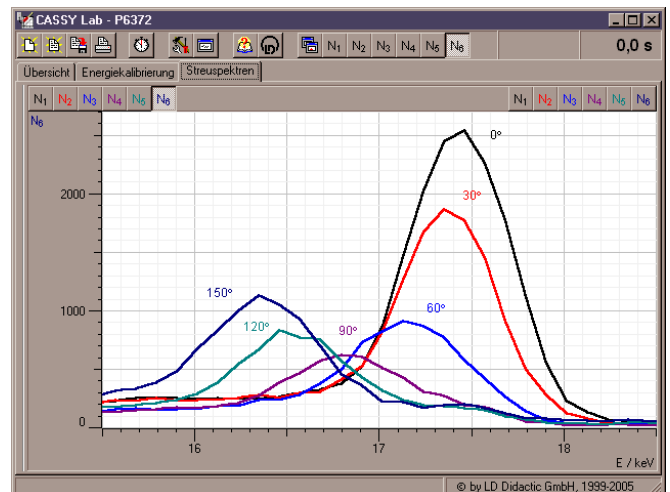 CASSY Lab - P6372
N1 N2 N3 N4 N5 N6 0,0 s
Übersicht Energiekalibrierung Streuspektren
N1 N2 N3 N4 N5 N6 N1 N2 N3 N4 N5 N6
N6
0°
2000
30°
150°
1000
60°
120°
90°
0
16 17 18
E / keV
© by LD Didactic GmbH, 1999-2005